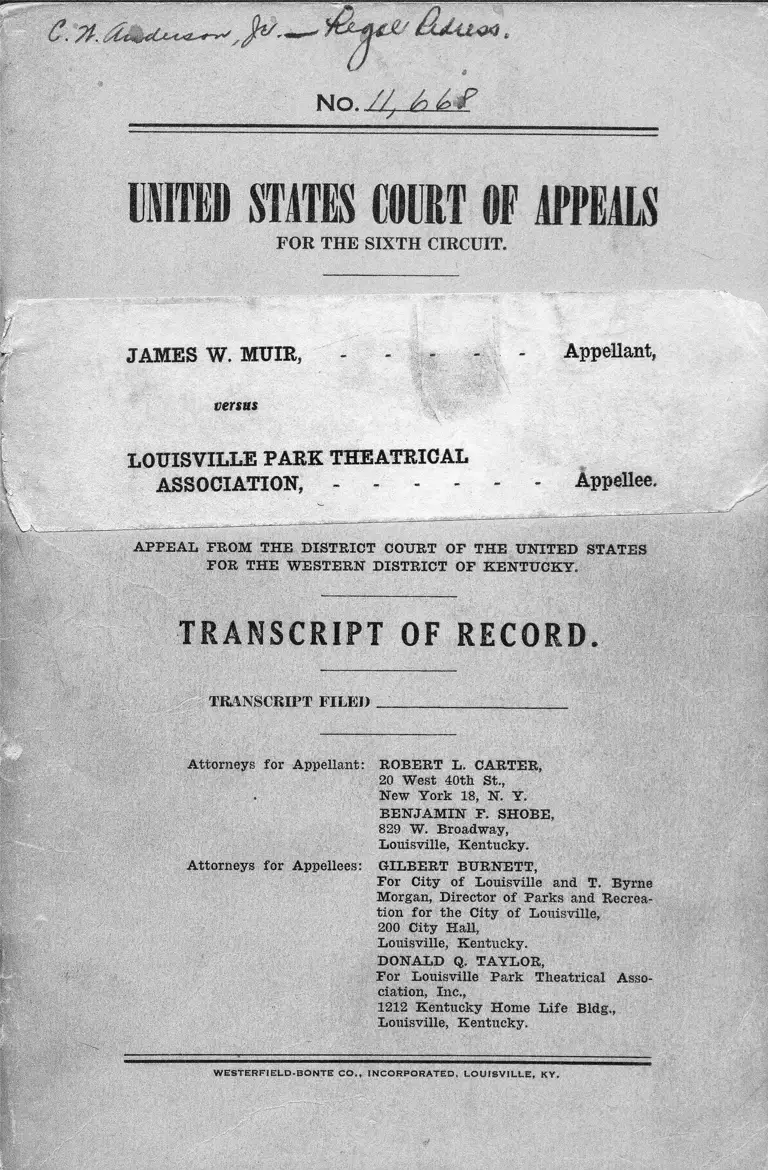 C. W. Anderson, Jr. — Legal Adress.
No. 11,668
UNITED STATES COURT OF APPEALS
FOR THE SIXTH CIRCUIT.
JAMES W. MUIR, - - - - - Appellant,
versus
LOUISVILLE PARK THEATRICAL
ASSOCIATION, - - - - - - Appellee.
APPEAL FROM THE DISTRICT COURT OF THE UNITED STATES
FOR THE WESTERN DISTRICT OF KENTUCKY.
TRANSCRIPT OF RECORD.
TRANSCRIPT FILED
Attorneys for Appellant: ROBERT L. CARTER,
20 West 40th St.,
New York 18, N. Y.
BENJAMIN F. SHOBE,
829 W. Broadway,
Louisville, Kentucky.
Attorneys for Appellees: GILBERT BURNETT,
For City of Louisville and T. Byrne
Morgan, Director of Parks and Recrea-
tion for the City of Louisville,
200 City Hall,
Louisville, Kentucky.
DONALD Q. TAYLOR,
For Louisville Park Theatrical Asso-
ciation, Inc.,
1212 Kentucky Home Life Bldg.,
Louisville, Kentucky.
WESTERFIELD-BONTE CO., INCORPORATED, LOUISVILLE, KY.